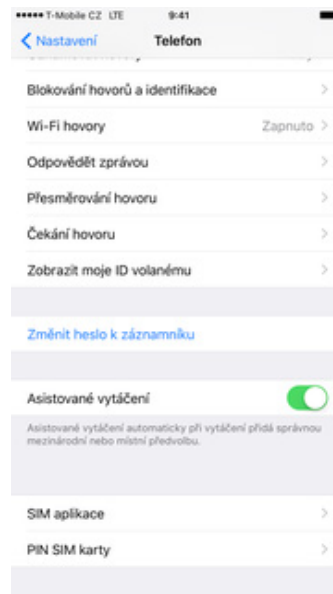 T-Mobile CZ LTE 9:41
Nastavení Telefon
Blokování hovorů a identifikace
Wi-Fi hovory Zapnuto
Odpovědět zprávou
Přesměrování hovoru
Čekání hovoru
Zobrazit moje ID volanému
Změnit heslo k záznamníku
Asistované vytáčení
Asistované vytáčení automaticky při vytáčení přidá správnou
mezinárodní nebo místní předvolbu.
SIM aplikace
PIN SIM karty